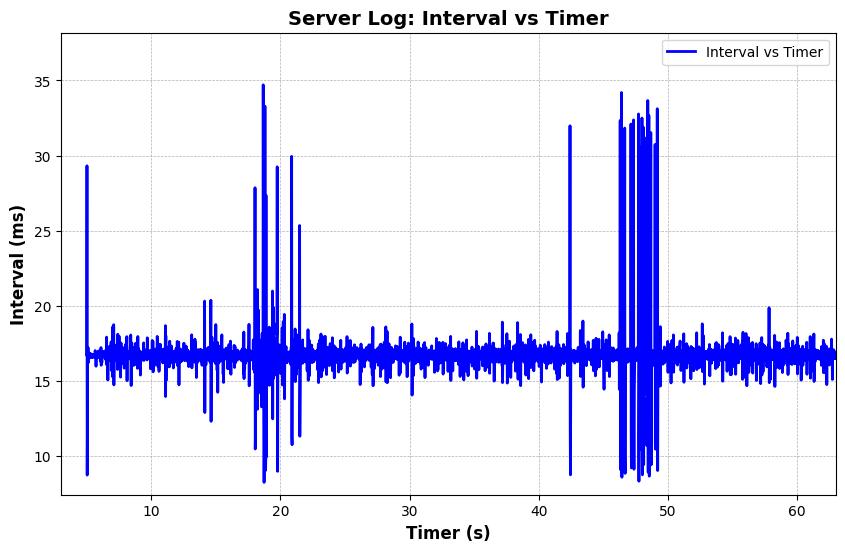 Server Log: Interval vs Timer
Interval vs Timer
35
30
25
20
15
10
Interval (ms)
10 20 30 40 50 60
Timer (s)